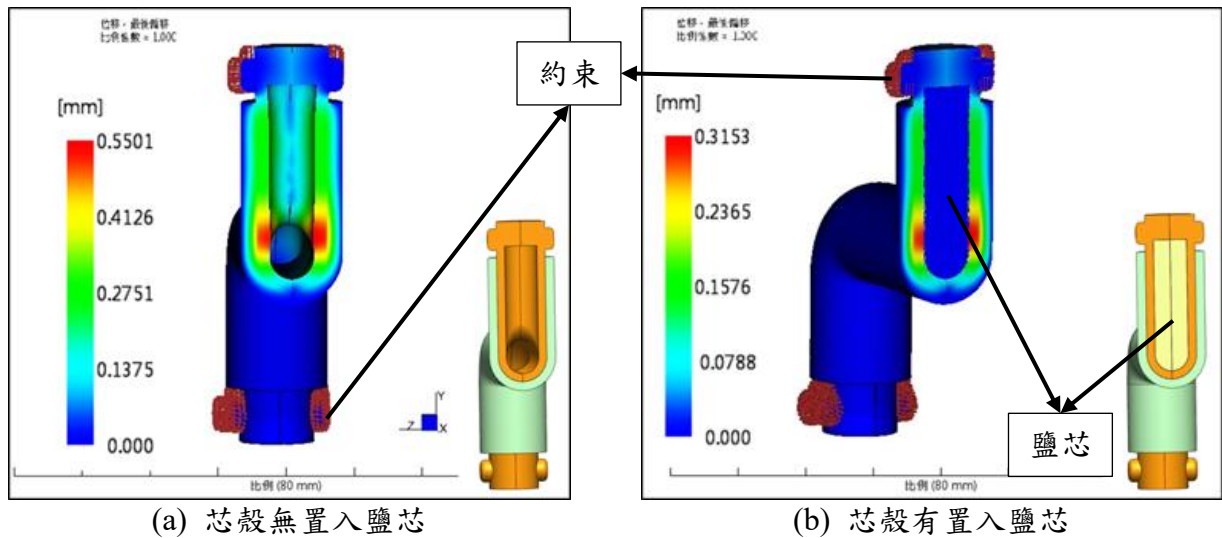 位移,最後偏移
比例係數 = 1.000
[mm]
0.5501
0.4126
0.2751
0.1375
0.000
Y
Z
X
比例 (80 mm)
約束
位移,最後偏移
比例係數 = 1.000
[mm]
0.3153
0.2365
0.1576
0.0788
0.000
比例 (80 mm)
鹽芯
(a) 芯殼無置入鹽芯
(b) 芯殼有置入鹽芯